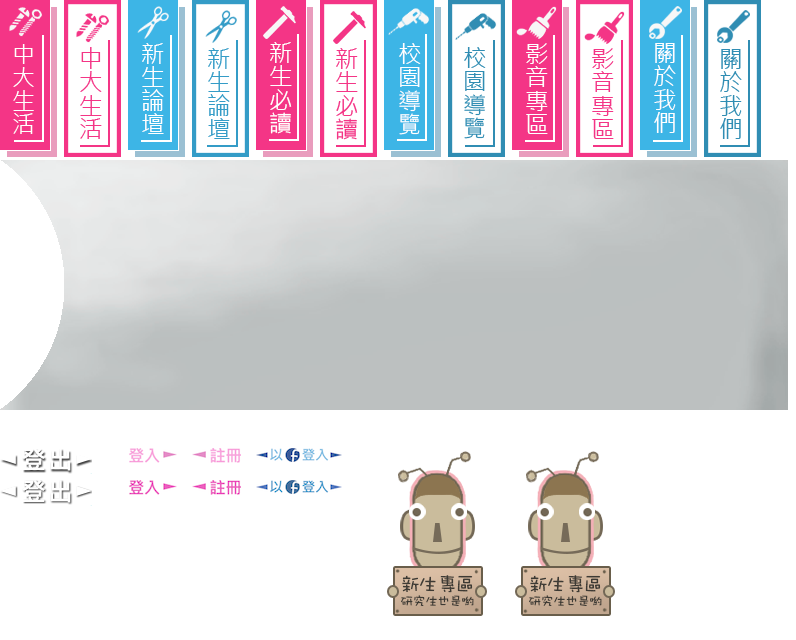 中大生活
中大生活
新生論壇
新生論壇
新生必讀
新生必讀
校園導覽
校園導覽
影音專區
影音專區
關於我們
關於我們
登出
登入
註冊
以f登入
登出
登入
註冊
以f登入
新生專區
研究生也是喲
新生專區
研究生也是喲